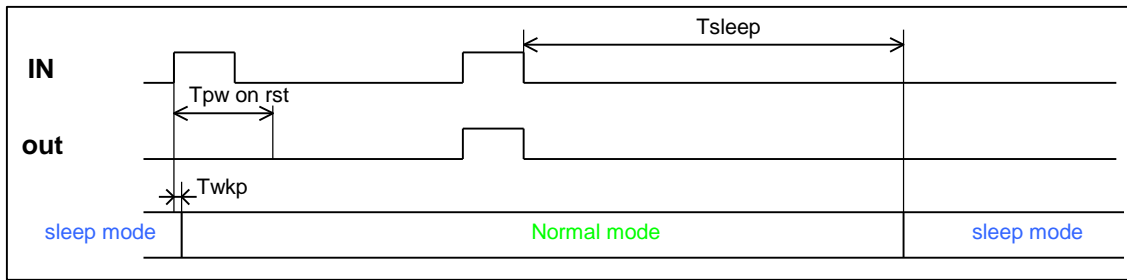 Tsleep
IN
Tpw on rst
out
Twkp
sleep mode
Normal mode
sleep mode